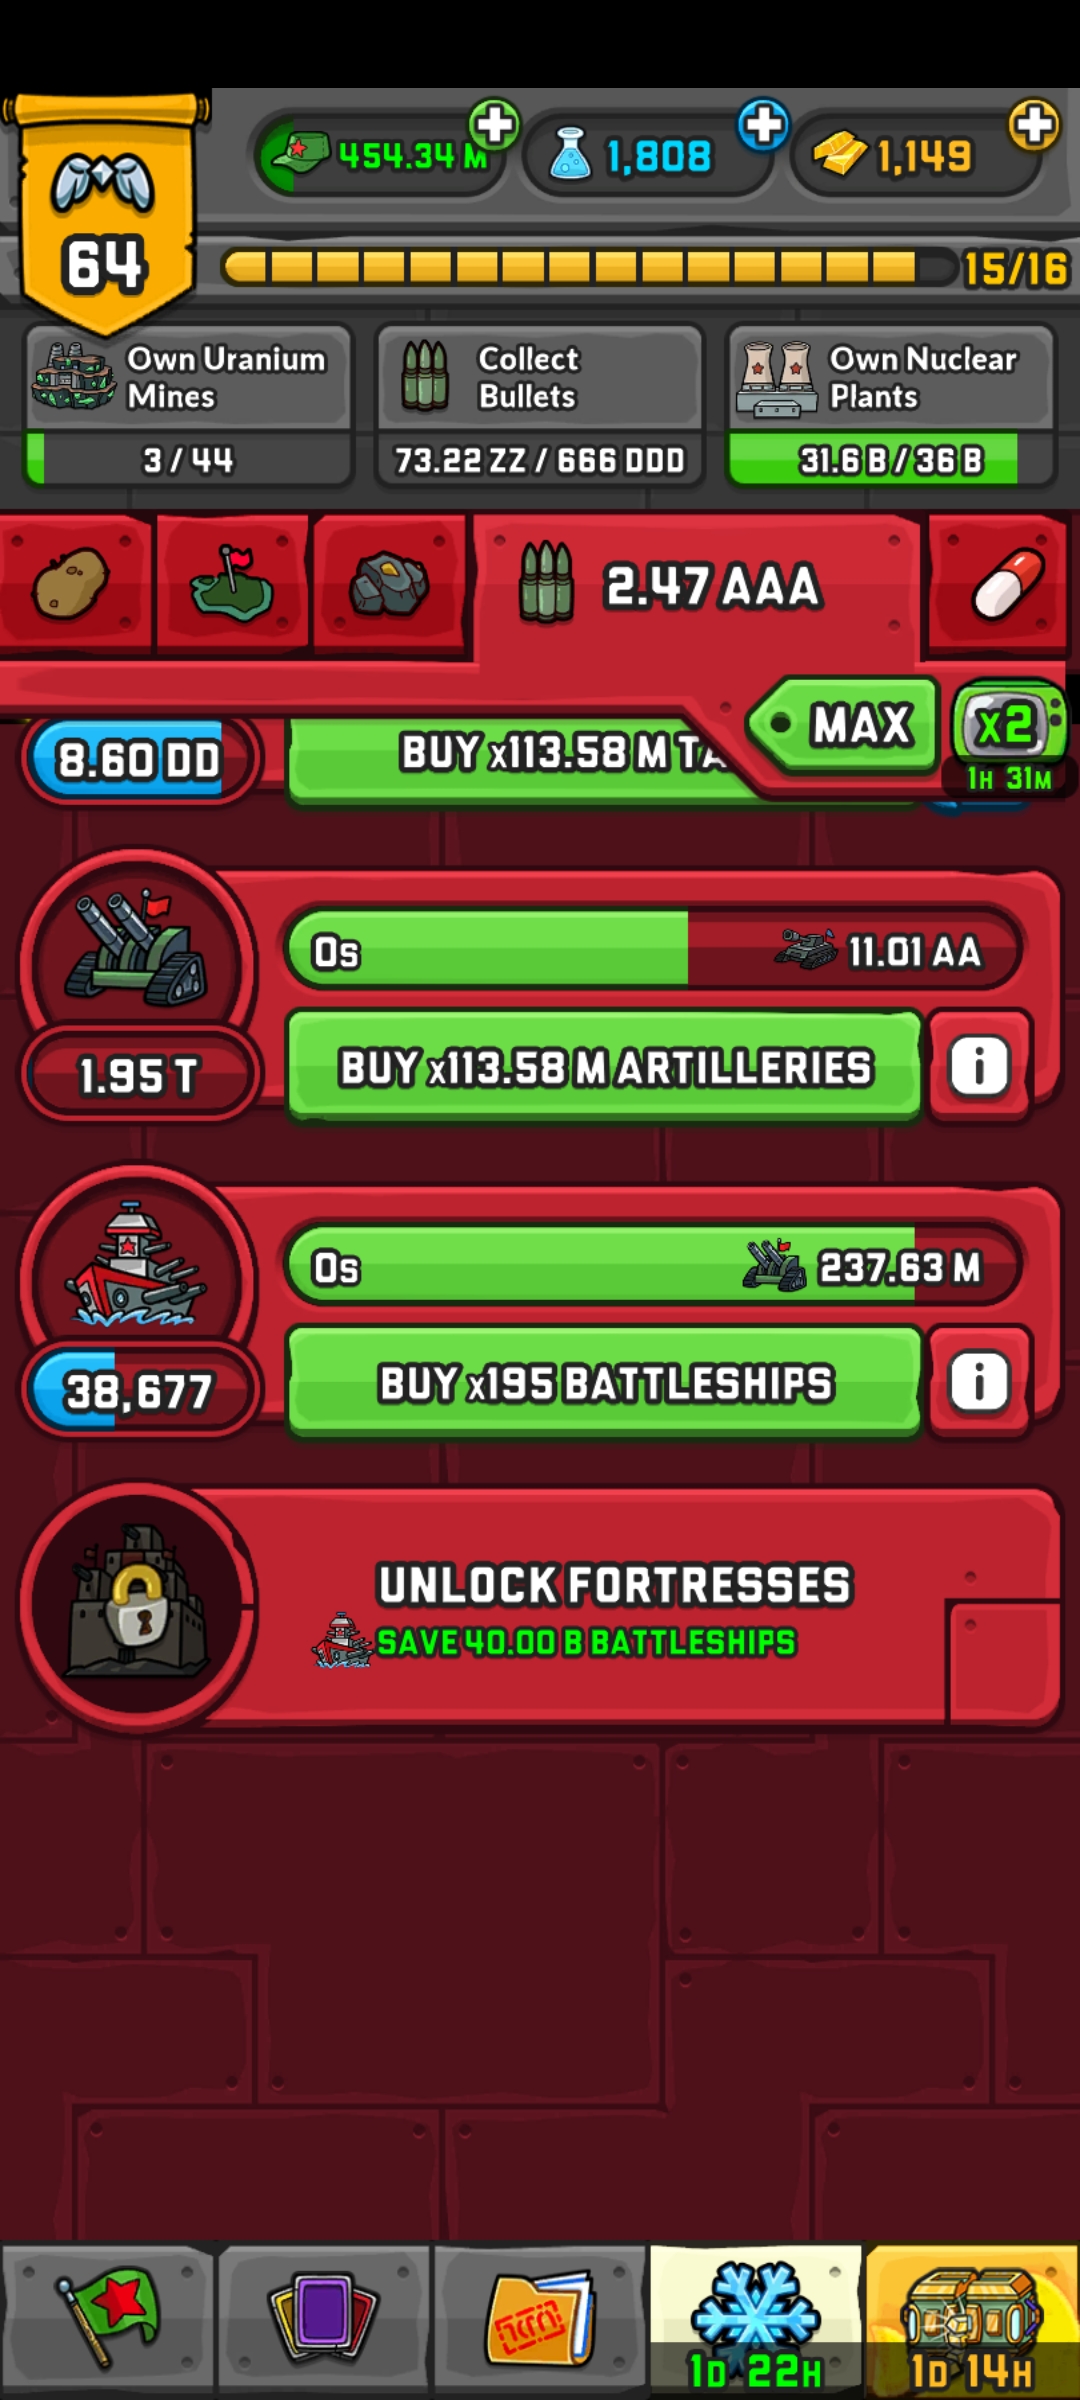 454.34 M
1,808
1,149
64
15/16
Own Uranium
Mines
3 / 44
Collect
Bullets
73.22 ZZ / 666 DDD
Own Nuclear
Plants
31.6 B / 36 B
2.47 AAA
MAX
x2
1H 31M
8.60 DD
BUY x113.58 M TA
0s
11.01 AA
1.95 T
BUY x113.58 M ARTILLERIES
i
0s
237.63 M
38,677
BUY x195 BATTLESHIPS
i
UNLOCK FORTRESSES
SAVE 40.00 B BATTLESHIPS
1D 22H
1D 14H